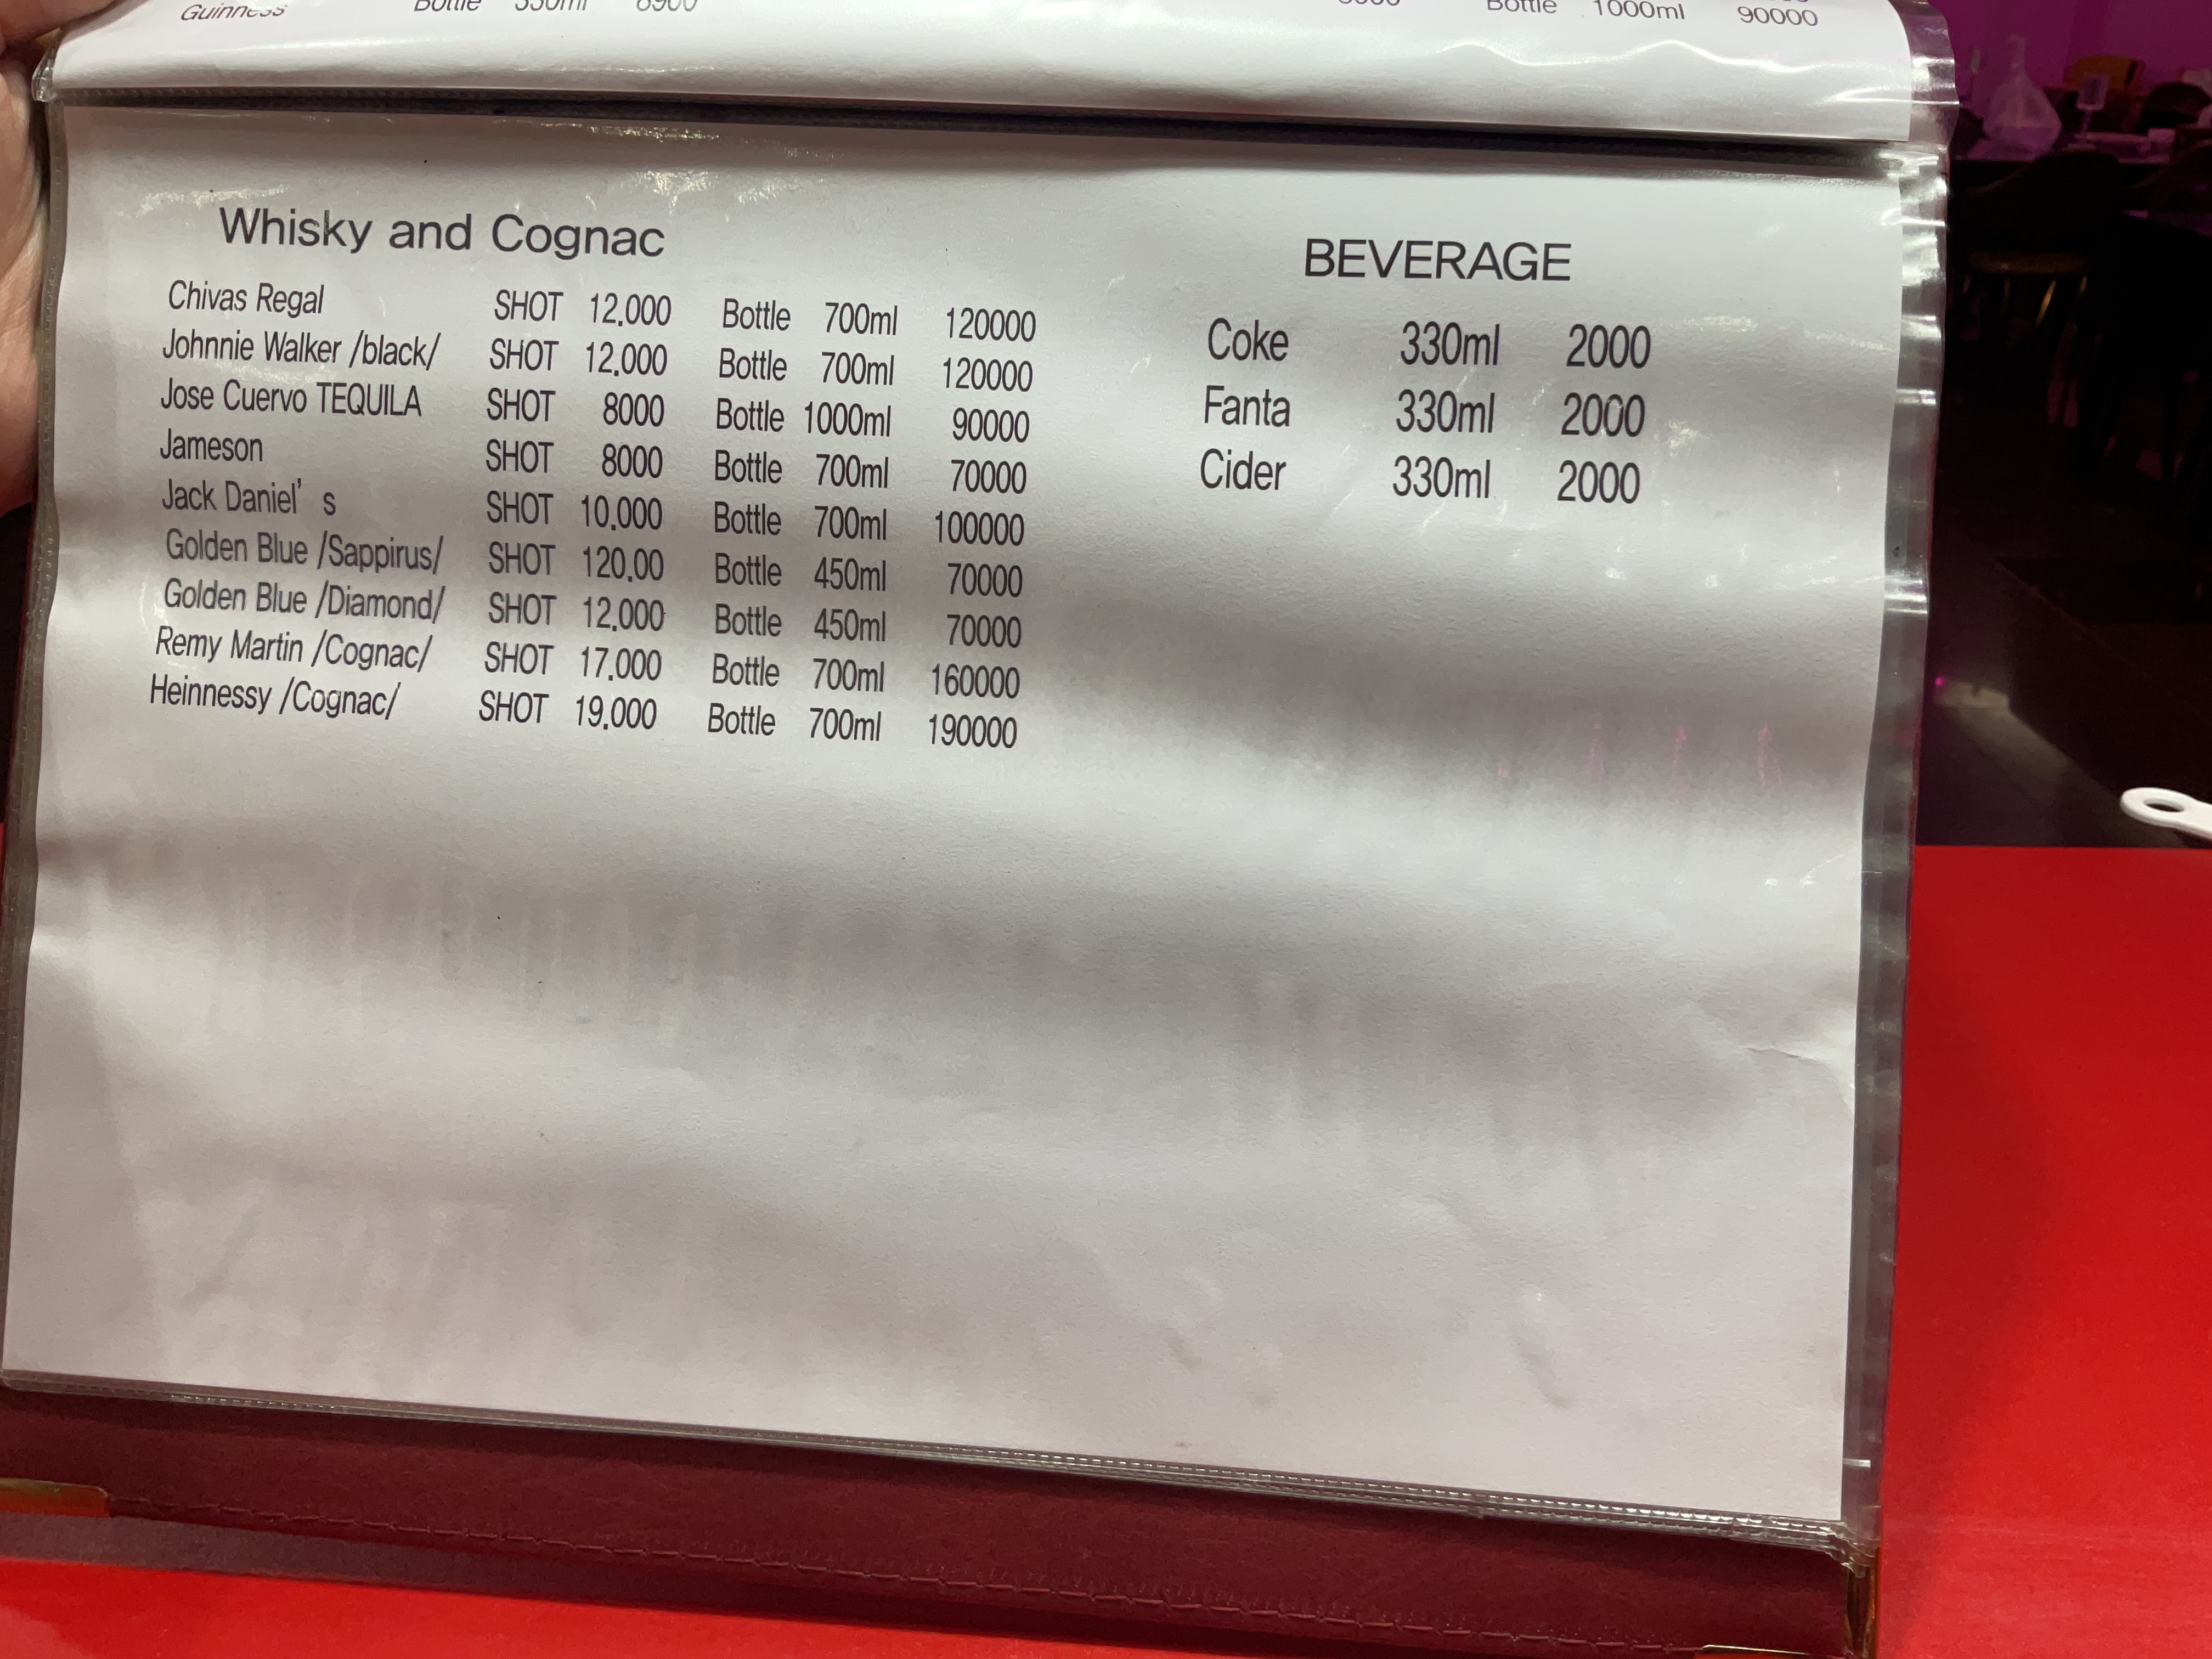 Guinness Bottle 330ml 6900 Bottle 1000ml 90000
Whisky and Cognac
Chivas Regal SHOT 12,000 Bottle 700ml 120000
Johnnie Walker /black/ SHOT 12,000 Bottle 700ml 120000
Jose Cuervo TEQUILA SHOT 8000 Bottle 1000ml 90000
Jameson SHOT 8000 Bottle 700ml 70000
Jack Daniel' s SHOT 10,000 Bottle 700ml 100000
Golden Blue /Sappirus/ SHOT 120,00 Bottle 450ml 70000
Golden Blue /Diamond/ SHOT 12,000 Bottle 450ml 70000
Remy Martin /Cognac/ SHOT 17,000 Bottle 700ml 160000
Heinnessy /Cognac/ SHOT 19,000 Bottle 700ml 190000
BEVERAGE
Coke 330ml 2000
Fanta 330ml 2000
Cider 330ml 2000